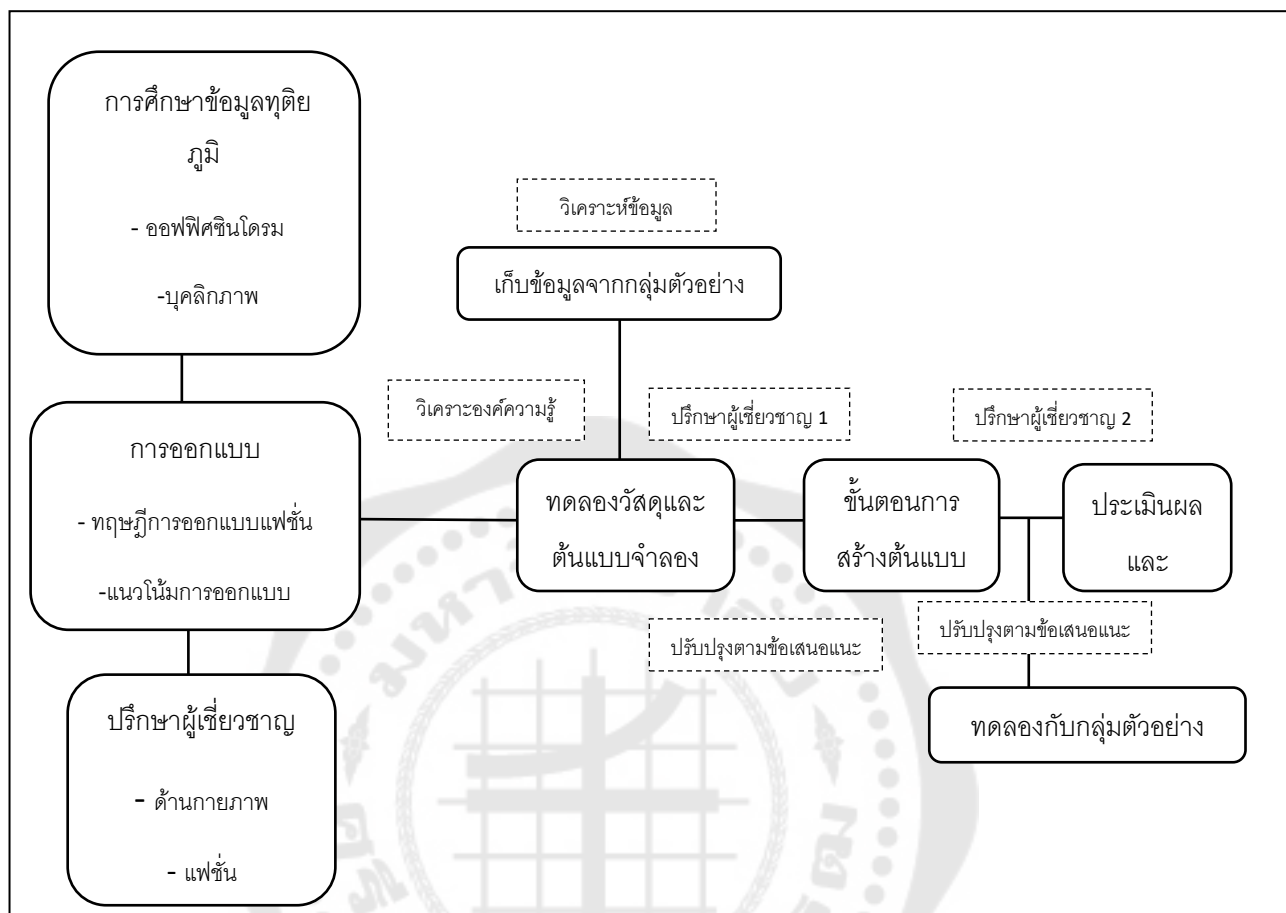 การศึกษาข้อมูลทุติย
ภูมิ
- ออฟฟิศซินโดรม
-บุคลิกภาพ
วิเคราะห์ข้อมูล
เก็บข้อมูลจากกลุ่มตัวอย่าง
การออกแบบ
- ทฤษฎีการออกแบบแฟชั่น
-แนวโน้มการออกแบบ
วิเคราะองค์ความรู้
ปรึกษาผู้เชี่ยวชาญ 1
ปรึกษาผู้เชี่ยวชาญ 2
ทดลองวัสดุและ
ต้นแบบจำลอง
ขั้นตอนการ
สร้างต้นแบบ
ประเมินผล
และ
ปรับปรุงตามข้อเสนอแนะ
ปรับปรุงตามข้อเสนอแนะ
ทดลองกับกลุ่มตัวอย่าง
ปรึกษาผู้เชี่ยวชาญ
- ด้านกายภาพ
- แฟชั่น